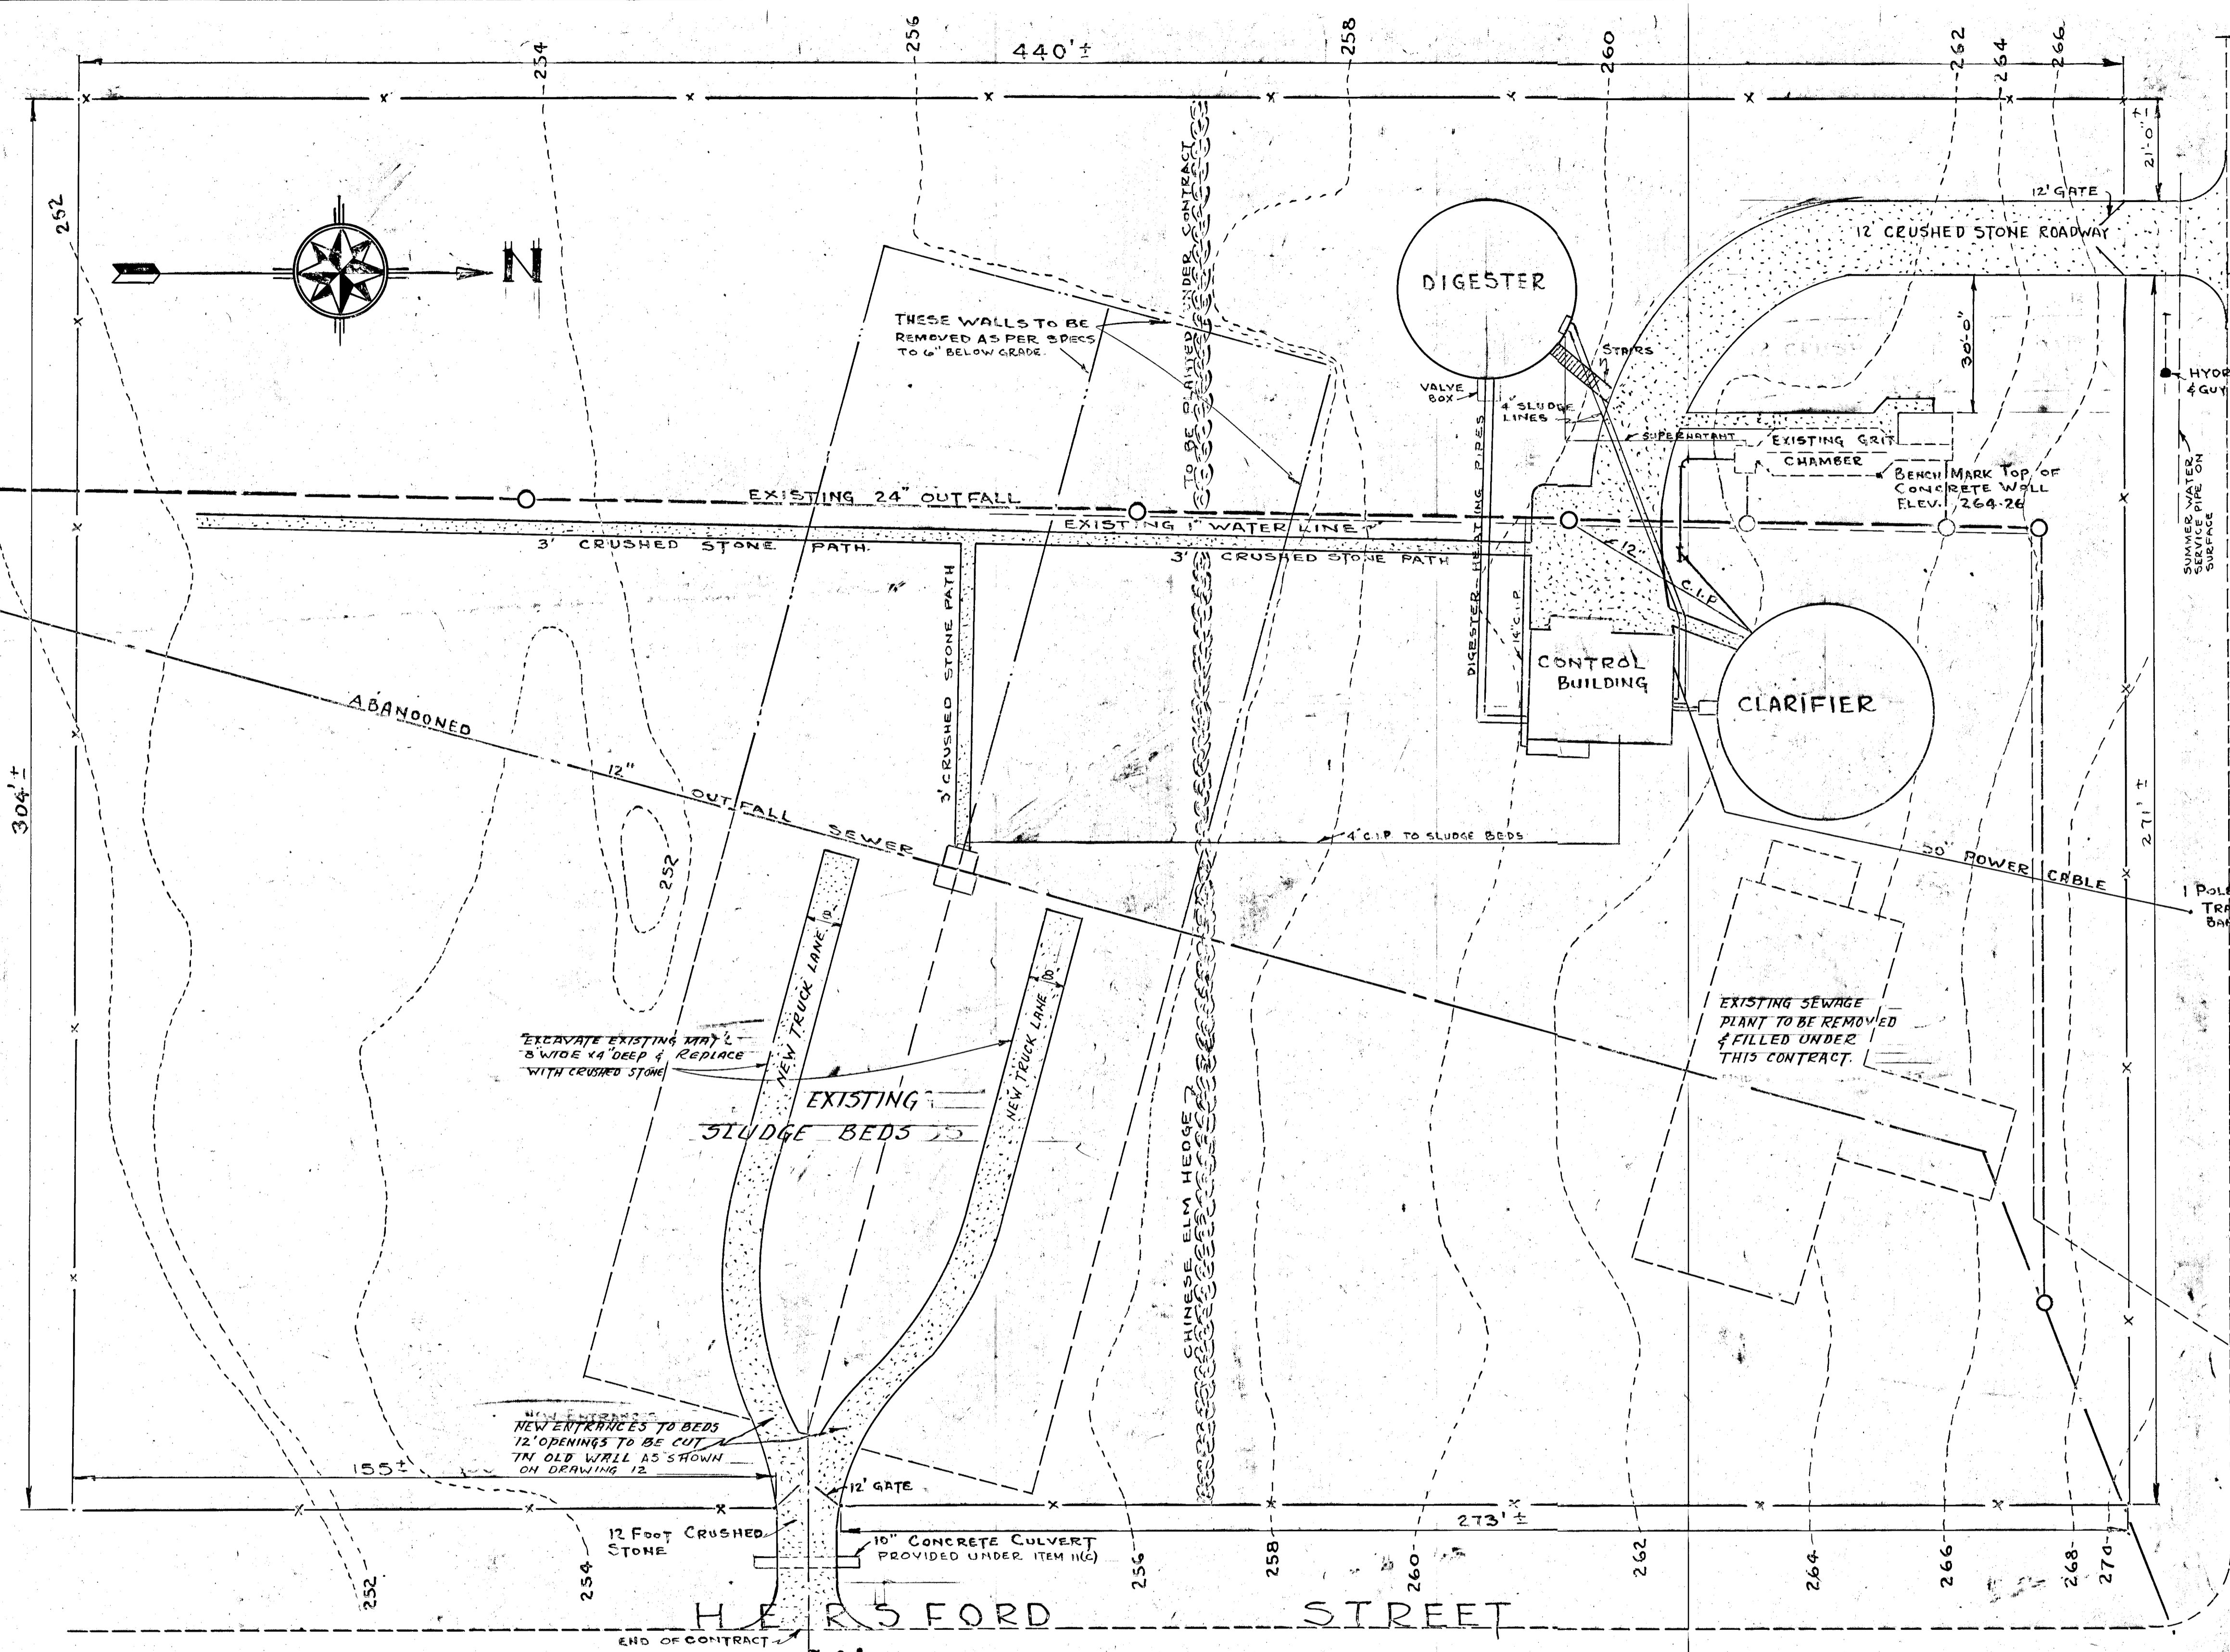 440'±
254
256
258
260
262
264
266
252
N
21'-0"±
12' GATE
12' CRUSHED STONE ROADWAY
DIGESTER
THESE WALLS TO BE
REMOVED AS PER SPECS
TO 6" BELOW GRADE.
TO BE PLANTED UNDER CONTRACT
STAIRS
VALVE
BOX
4" SLUDGE
LINES
30'-0"
SUPERNATANT
EXISTING GRIT
CHAMBER
BENCH MARK TOP OF
CONCRETE WALL
ELEV. 264.26
SUMMER WATER
SERVICE PIPE ON
SURFACE
EXISTING 24" OUTFALL
EXISTING 1" WATER LINE
3' CRUSHED STONE PATH.
3' CRUSHED STONE PATH
3' CRUSHED STONE PATH
DIGESTER HEATING PIPES
14" C.I.P
12"
C.I.P
CONTROL
BUILDING
CLARIFIER
304'±
271'±
ABANDONED
12"
OUTFALL SEWER
252
4" C.I.P TO SLUDGE BEDS
50' POWER CABLE
1 POLE
NEW TRUCK LANE
NEW TRUCK LANE
EXISTING SEWAGE
PLANT TO BE REMOVED
& FILLED UNDER
THIS CONTRACT.
EXCAVATE EXISTING MAT'L
8' WIDE x 4" DEEP & REPLACE
WITH CRUSHED STONE
EXISTING
SLUDGE BEDS
CHINESE ELM HEDGE
NEW ENTRANCES TO BEDS
12' OPENINGS TO BE CUT
IN OLD WALL AS SHOWN
ON DRAWING 12
155±
12' GATE
273'±
12 FOOT CRUSHED
STONE
10" CONCRETE CULVERT
PROVIDED UNDER ITEM 11(C)
252
254
256
258
260
262
264
266
268
270
HERSFORD STREET
END OF CONTRACT